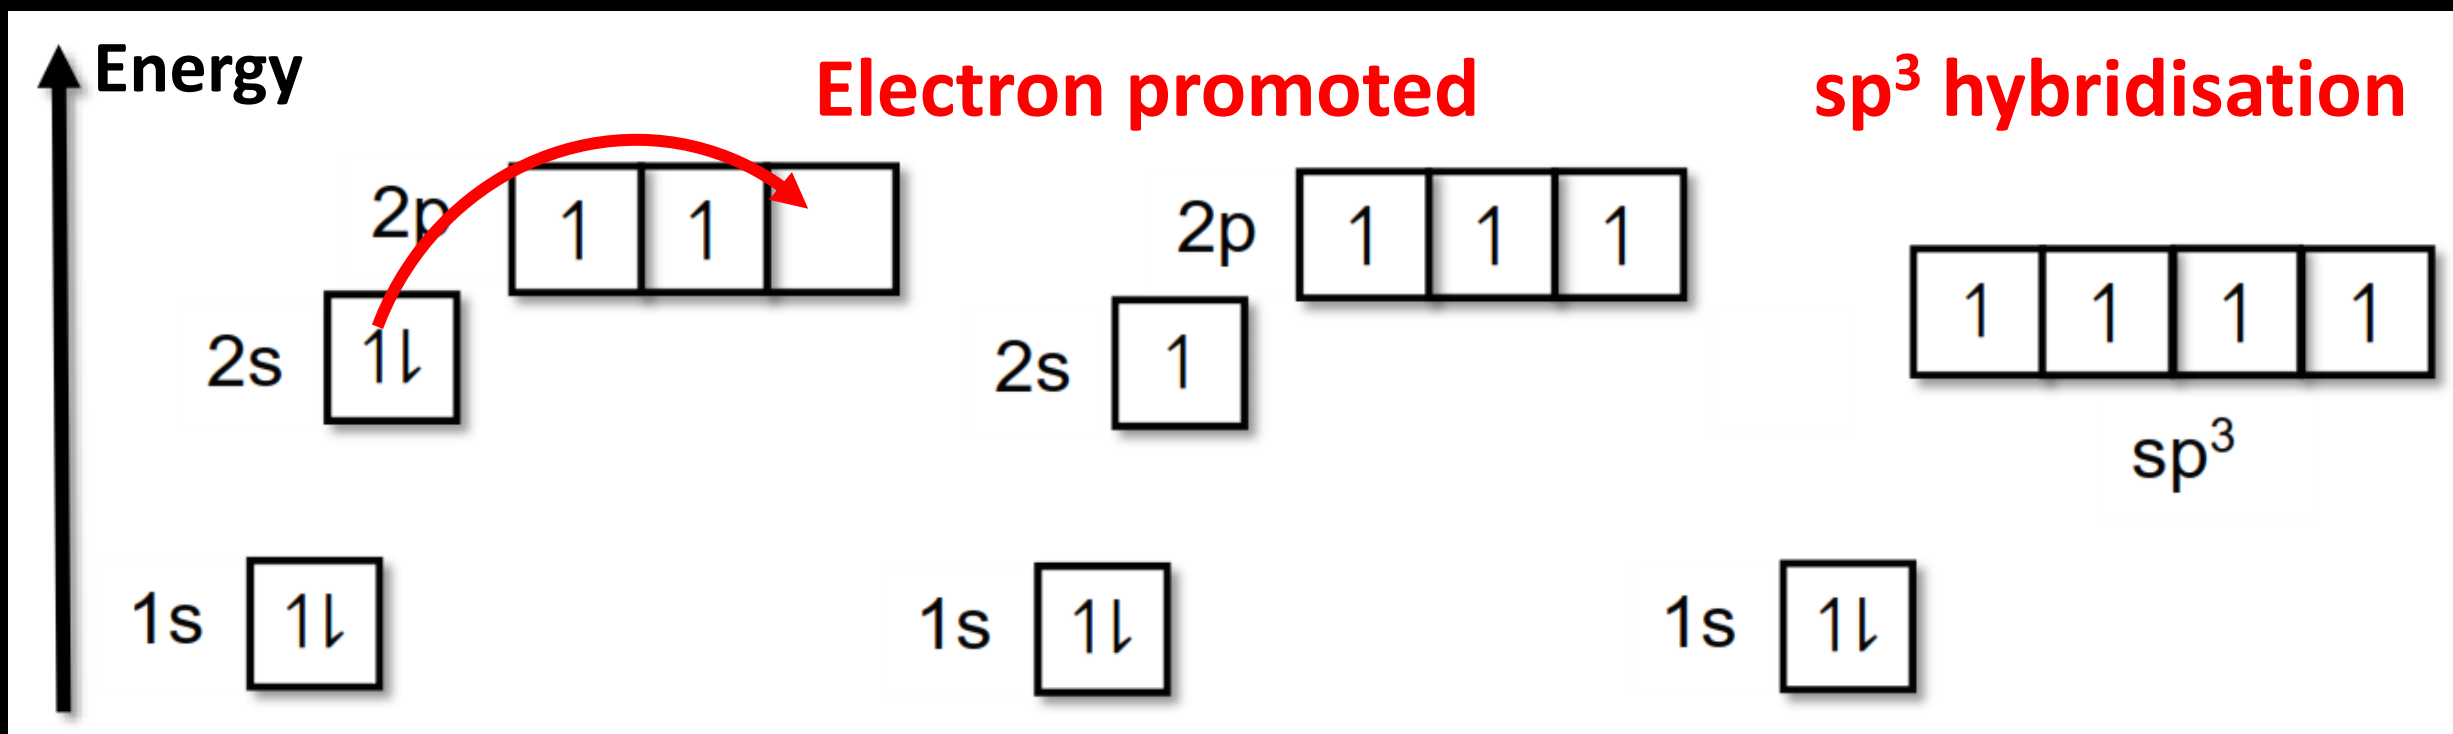 Energy
Electron promoted
sp³ hybridisation
2p 1 1
2p 1 1 1
2s 1⇂
2s 1
1 1 1 1
sp³
1s 1⇂
1s 1⇂
1s 1⇂